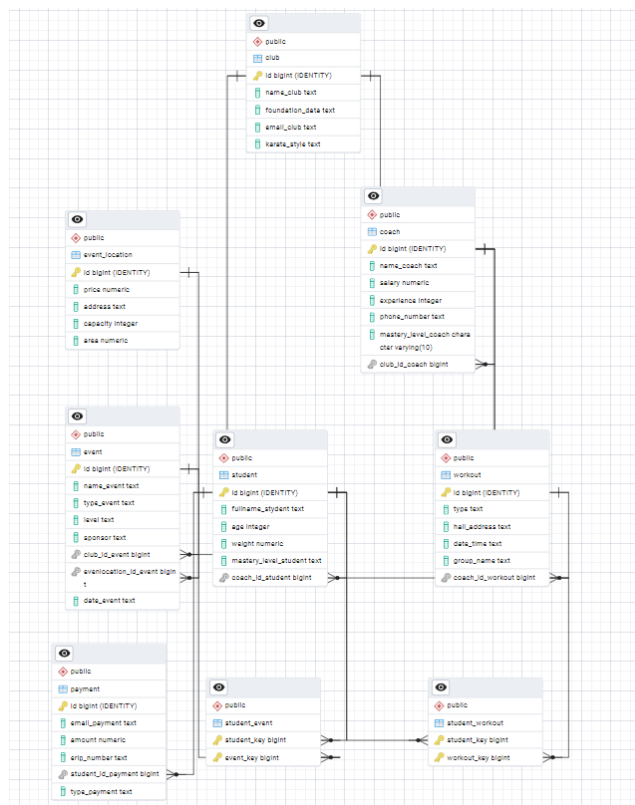 public
club
id bigint (IDENTITY)
name_club text
foundation_data text
email_club text
karate_style text
public
coach
id bigint (IDENTITY)
name_coach text
salary numeric
experience integer
phone_number text
mastery_level_coach chara
cter varying(10)
club_id_coach bigint
public
event_location
id bigint (IDENTITY)
price numeric
address text
capacity integer
area numeric
public
event
id bigint (IDENTITY)
name_event text
type_event text
level text
sponsor text
club_id_event bigint
evenlocation_id_event bigin
t
date_event text
public
student
id bigint (IDENTITY)
fullname_stydent text
age integer
weight numeric
mastery_level_student text
coach_id_student bigint
public
workout
id bigint (IDENTITY)
type text
hall_address text
date_time text
group_name text
coach_id_workout bigint
public
payment
id bigint (IDENTITY)
email_payment text
amount numeric
erip_number text
student_id_payment bigint
type_payment text
public
student_event
student_key bigint
event_key bigint
public
student_workout
student_key bigint
workout_key bigint